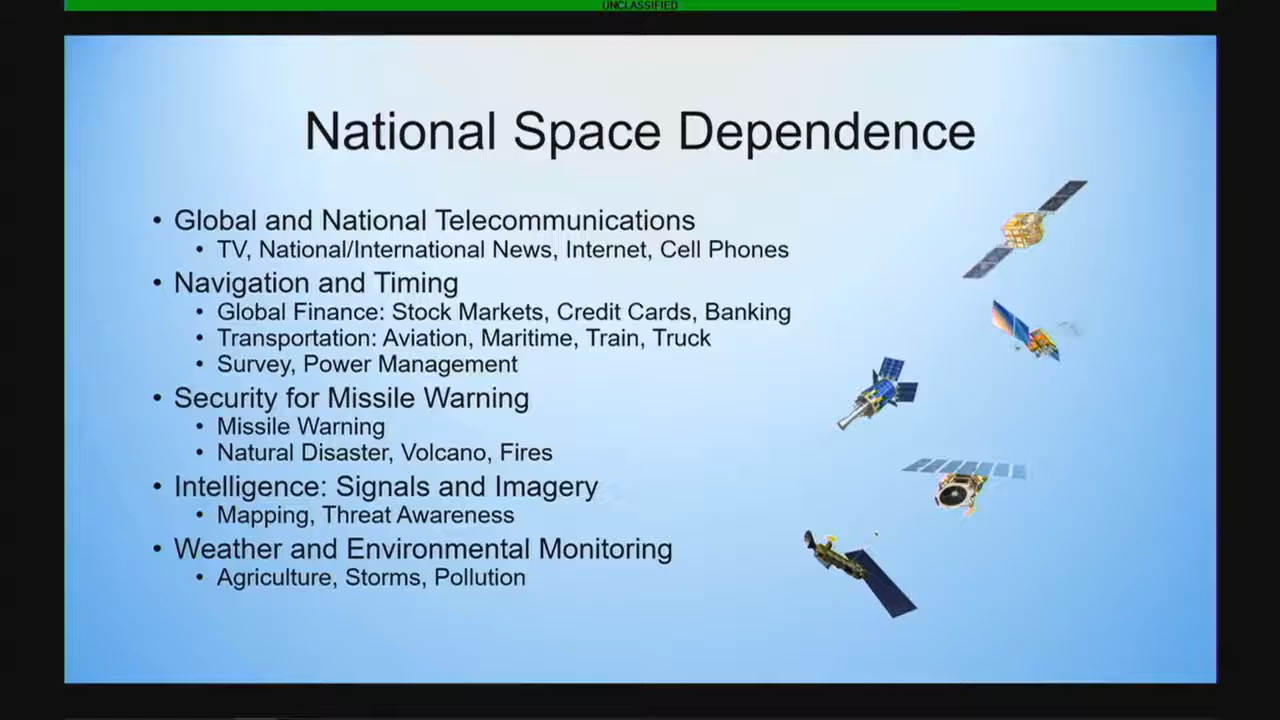 UNCLASSIFIED
National Space Dependence
• Global and National Telecommunications
• TV, National/International News, Internet, Cell Phones
• Navigation and Timing
• Global Finance: Stock Markets, Credit Cards, Banking
• Transportation: Aviation, Maritime, Train, Truck
• Survey, Power Management
• Security for Missile Warning
• Missile Warning
• Natural Disaster, Volcano, Fires
• Intelligence: Signals and Imagery
• Mapping, Threat Awareness
• Weather and Environmental Monitoring
• Agriculture, Storms, Pollution